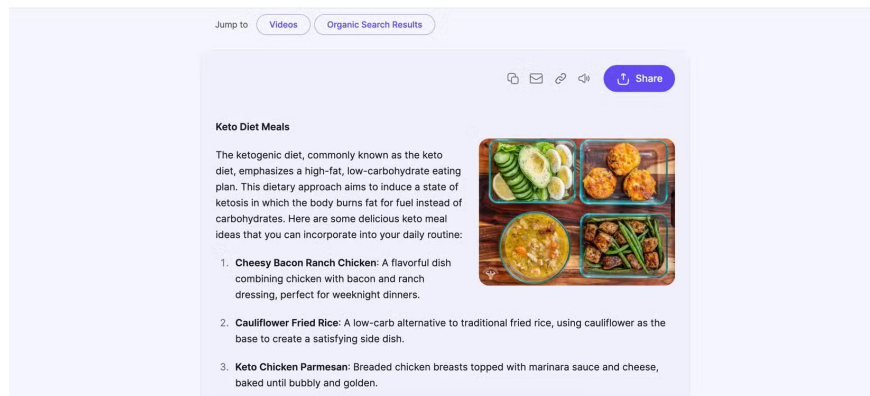 Jump to Videos Organic Search Results
Share
Keto Diet Meals
The ketogenic diet, commonly known as the keto
diet, emphasizes a high-fat, low-carbohydrate eating
plan. This dietary approach aims to induce a state of
ketosis in which the body burns fat for fuel instead of
carbohydrates. Here are some delicious keto meal
ideas that you can incorporate into your daily routine:
1. Cheesy Bacon Ranch Chicken: A flavorful dish
combining chicken with bacon and ranch
dressing, perfect for weeknight dinners.
2. Cauliflower Fried Rice: A low-carb alternative to traditional fried rice, using cauliflower as the
base to create a satisfying side dish.
3. Keto Chicken Parmesan: Breaded chicken breasts topped with marinara sauce and cheese,
baked until bubbly and golden.